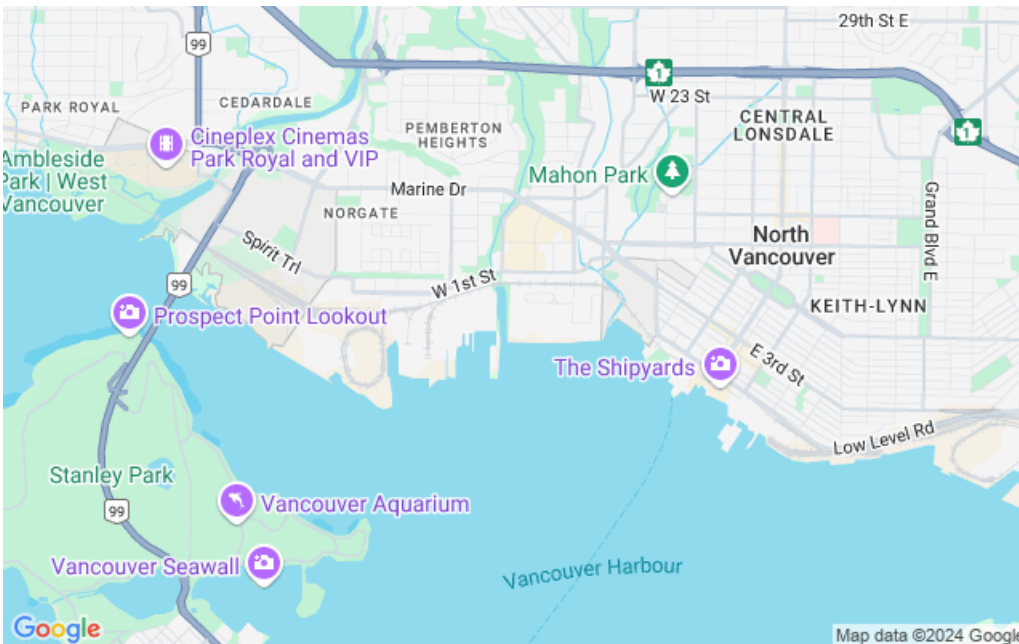 29th St E
99
1
W 23 St
PARK ROYAL
CEDARDALE
CENTRAL
LONSDALE
PEMBERTON
HEIGHTS
1
Cineplex Cinemas
Park Royal and VIP
Ambleside
Park | West
Vancouver
Mahon Park
Marine Dr
NORGATE
Grand Blvd E
Spirit Trl
North
Vancouver
99
W 1st St
Prospect Point Lookout
KEITH-LYNN
The Shipyards
E 3rd St
Low Level Rd
Stanley Park
99
Vancouver Aquarium
Vancouver Seawall
Vancouver Harbour
Google
Map data ©2024 Google